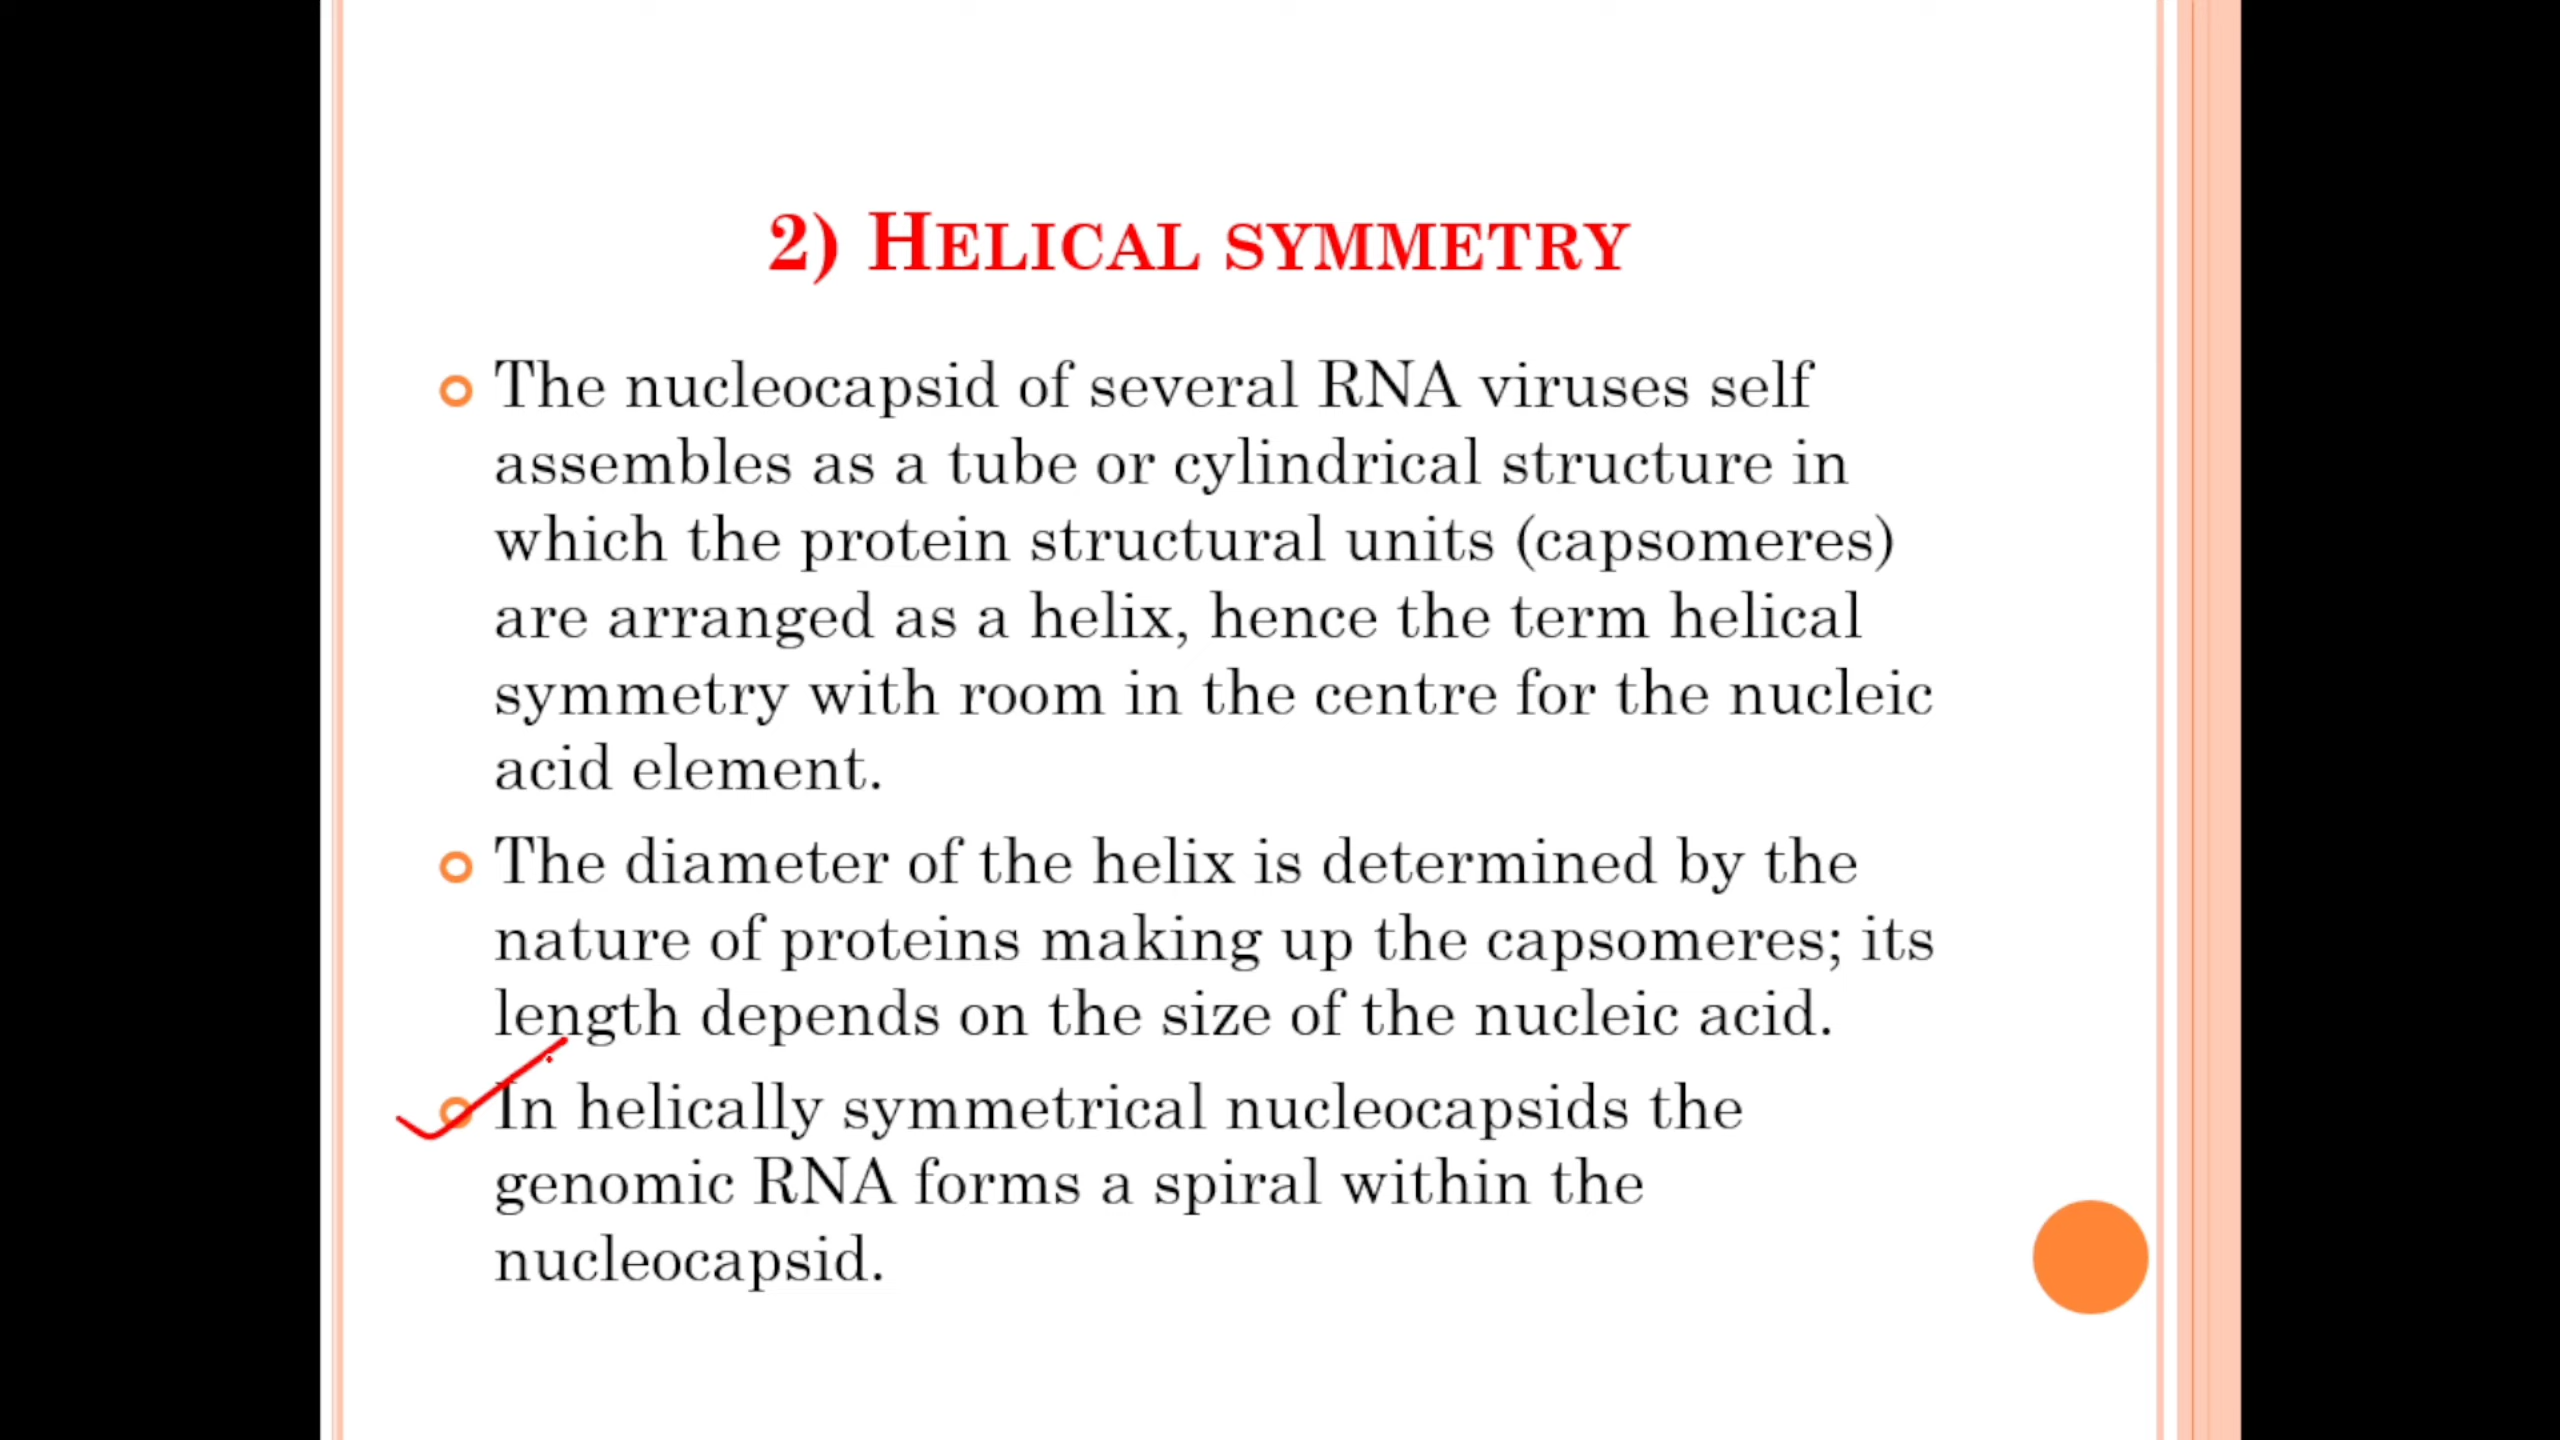 2) HELICAL SYMMETRY
The nucleocapsid of several RNA viruses self
assembles as a tube or cylindrical structure in
which the protein structural units (capsomeres)
are arranged as a helix, hence the term helical
symmetry with room in the centre for the nucleic
acid element.
The diameter of the helix is determined by the
nature of proteins making up the capsomeres; its
length depends on the size of the nucleic acid.
In helically symmetrical nucleocapsids the
genomic RNA forms a spiral within the
nucleocapsid.